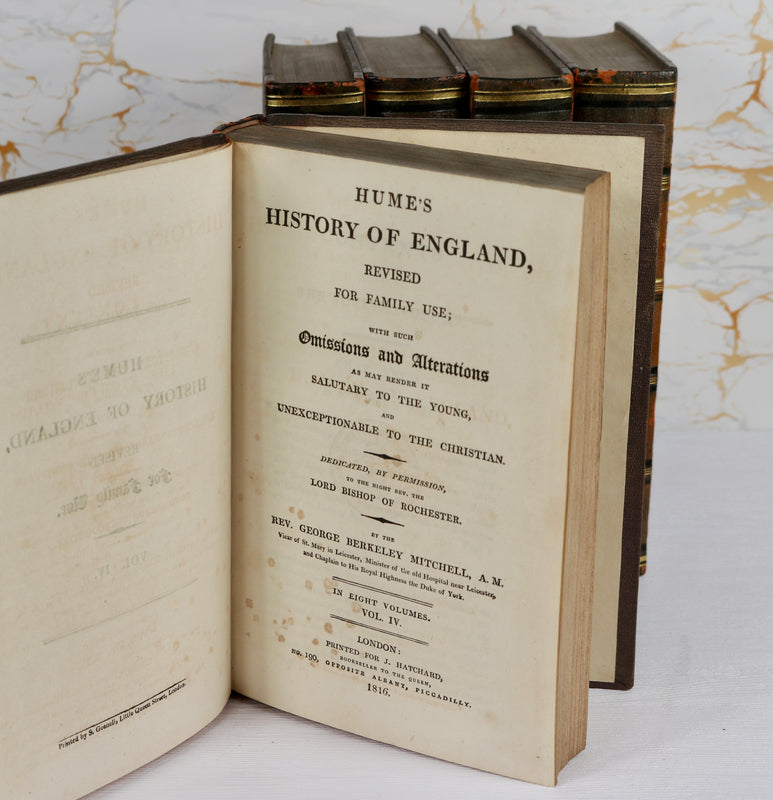 Printed by S. Gosnell, Little Queen Street, London.
HUME'S
HISTORY OF ENGLAND,
REVISED
FOR FAMILY USE;
WITH SUCH
Omissions and Alterations
AS MAY RENDER IT
SALUTARY TO THE YOUNG,
AND
UNEXCEPTIONABLE TO THE CHRISTIAN.
DEDICATED, BY PERMISSION,
TO THE RIGHT REV. THE
LORD BISHOP OF ROCHESTER.
BY THE
REV. GEORGE BERKELEY MITCHELL, A. M.
Vicar of St. Mary in Leicester, Minister of the old Hospital near Leicester,
and Chaplain to His Royal Highness the Duke of York.
IN EIGHT VOLUMES.
VOL. IV.
LONDON:
PRINTED FOR J. HATCHARD,
BOOKSELLER TO THE QUEEN,
NO. 190, OPPOSITE ALBANY, PICCADILLY.
1816.